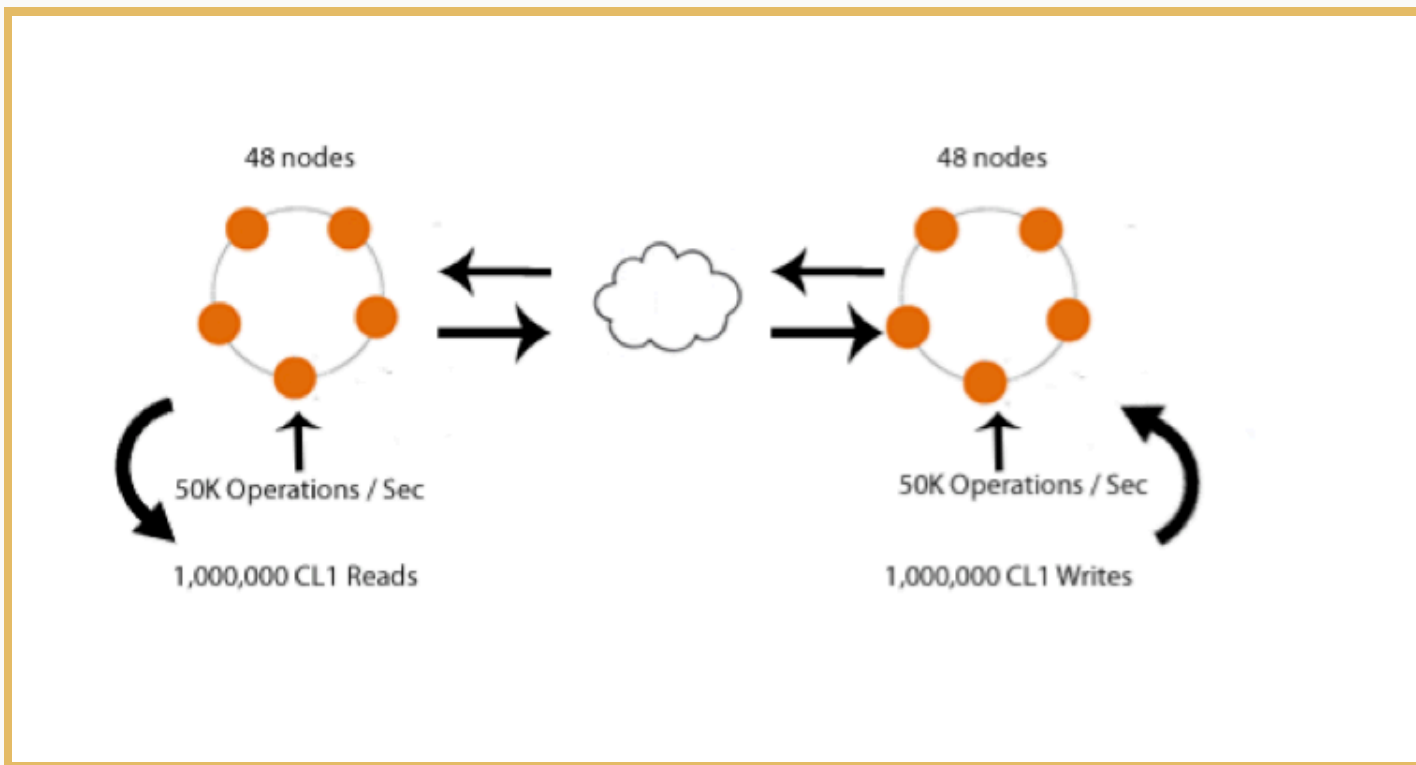 48 nodes
48 nodes
50K Operations / Sec
50K Operations / Sec
1,000,000 CL1 Reads
1,000,000 CL1 Writes